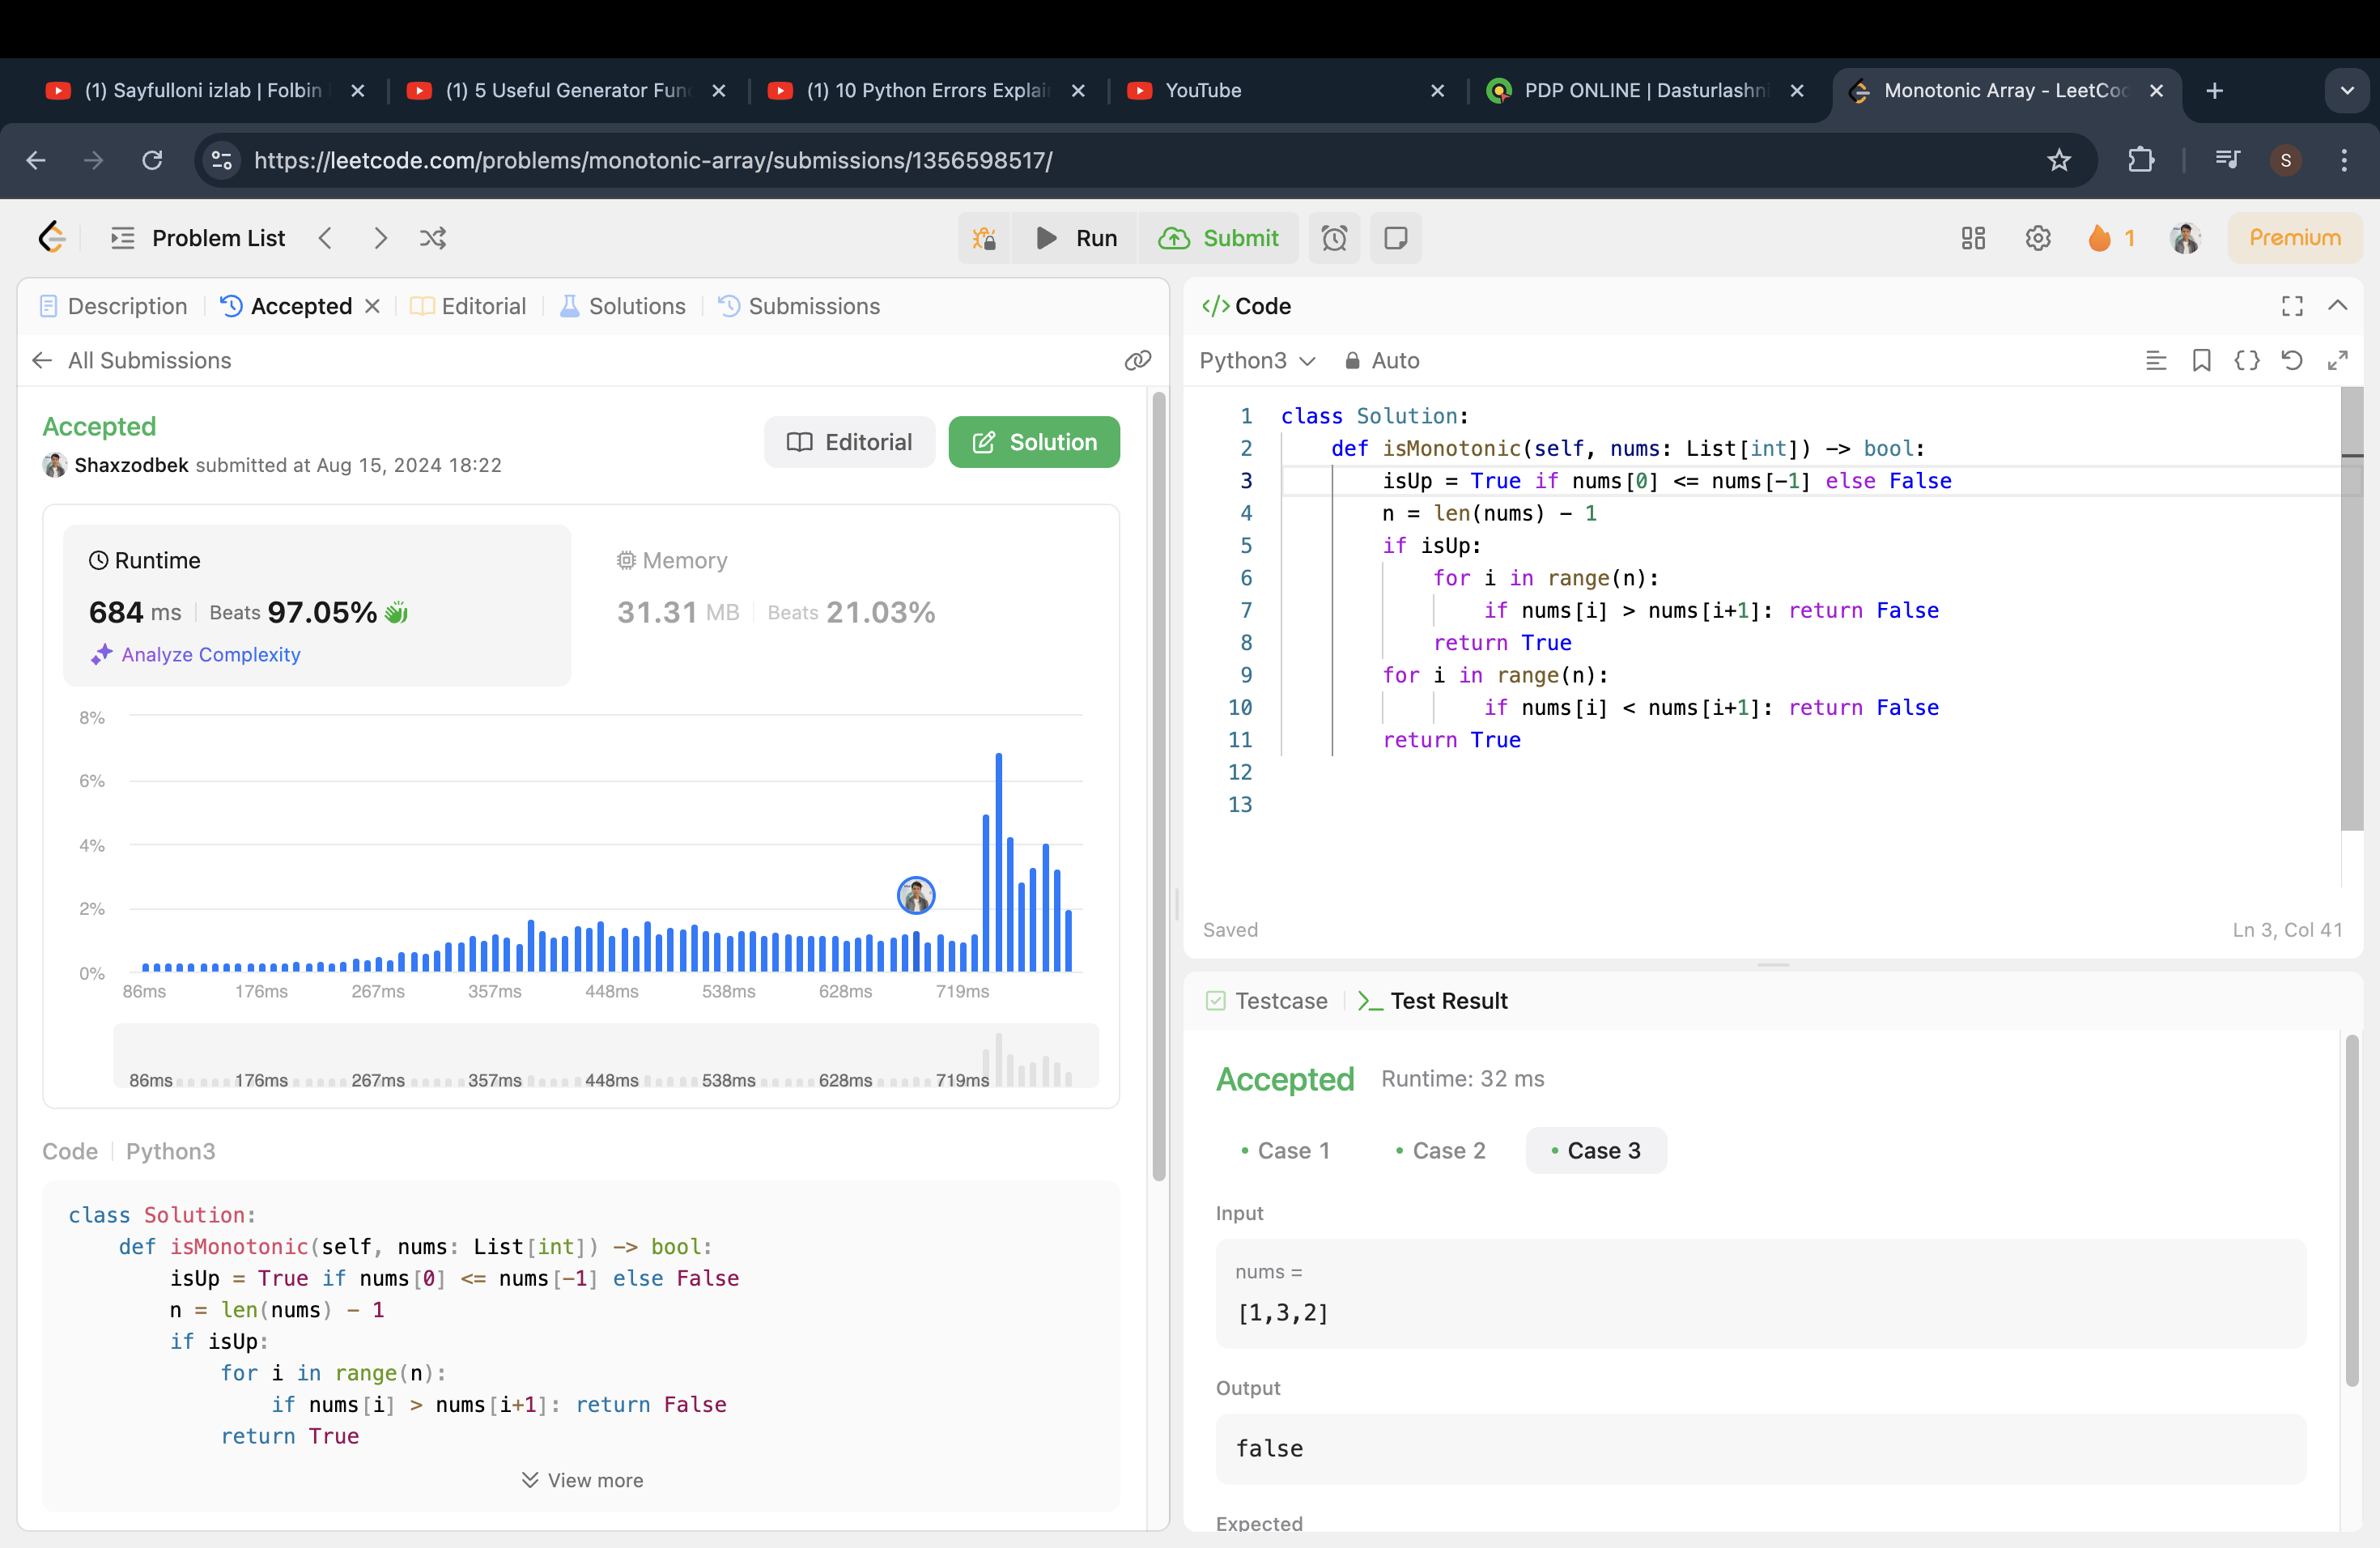 (1) Sayfulloni izlab | Folbin
(1) 5 Useful Generator Fun
(1) 10 Python Errors Explai
YouTube
PDP ONLINE | Dasturlashni
Monotonic Array - LeetCo
https://leetcode.com/problems/monotonic-array/submissions/1356598517/
S
Problem List
Run
Submit
1
Premium
Description
Accepted
Editorial
Solutions
Submissions
All Submissions
Accepted
Editorial
Solution
Shaxzodbek submitted at Aug 15, 2024 18:22
Runtime
684 ms | Beats 97.05%
Analyze Complexity
Memory
31.31 MB | Beats 21.03%
8%
6%
4%
2%
0%
86ms 176ms 267ms 357ms 448ms 538ms 628ms 719ms
86ms 176ms 267ms 357ms 448ms 538ms 628ms 719ms
Code | Python3
class Solution:
    def isMonotonic(self, nums: List[int]) -> bool:
        isUp = True if nums[0] <= nums[-1] else False
        n = len(nums) - 1
        if isUp:
            for i in range(n):
                if nums[i] > nums[i+1]: return False
            return True
View more
</> Code
Python3
Auto
1 class Solution:
2     def isMonotonic(self, nums: List[int]) -> bool:
3         isUp = True if nums[0] <= nums[-1] else False
4         n = len(nums) - 1
5         if isUp:
6             for i in range(n):
7                 if nums[i] > nums[i+1]: return False
8             return True
9         for i in range(n):
10                 if nums[i] < nums[i+1]: return False
11         return True
12
13
Saved
Ln 3, Col 41
Testcase
>_ Test Result
Accepted Runtime: 32 ms
• Case 1 • Case 2 • Case 3
Input
nums =
[1,3,2]
Output
false
Expected